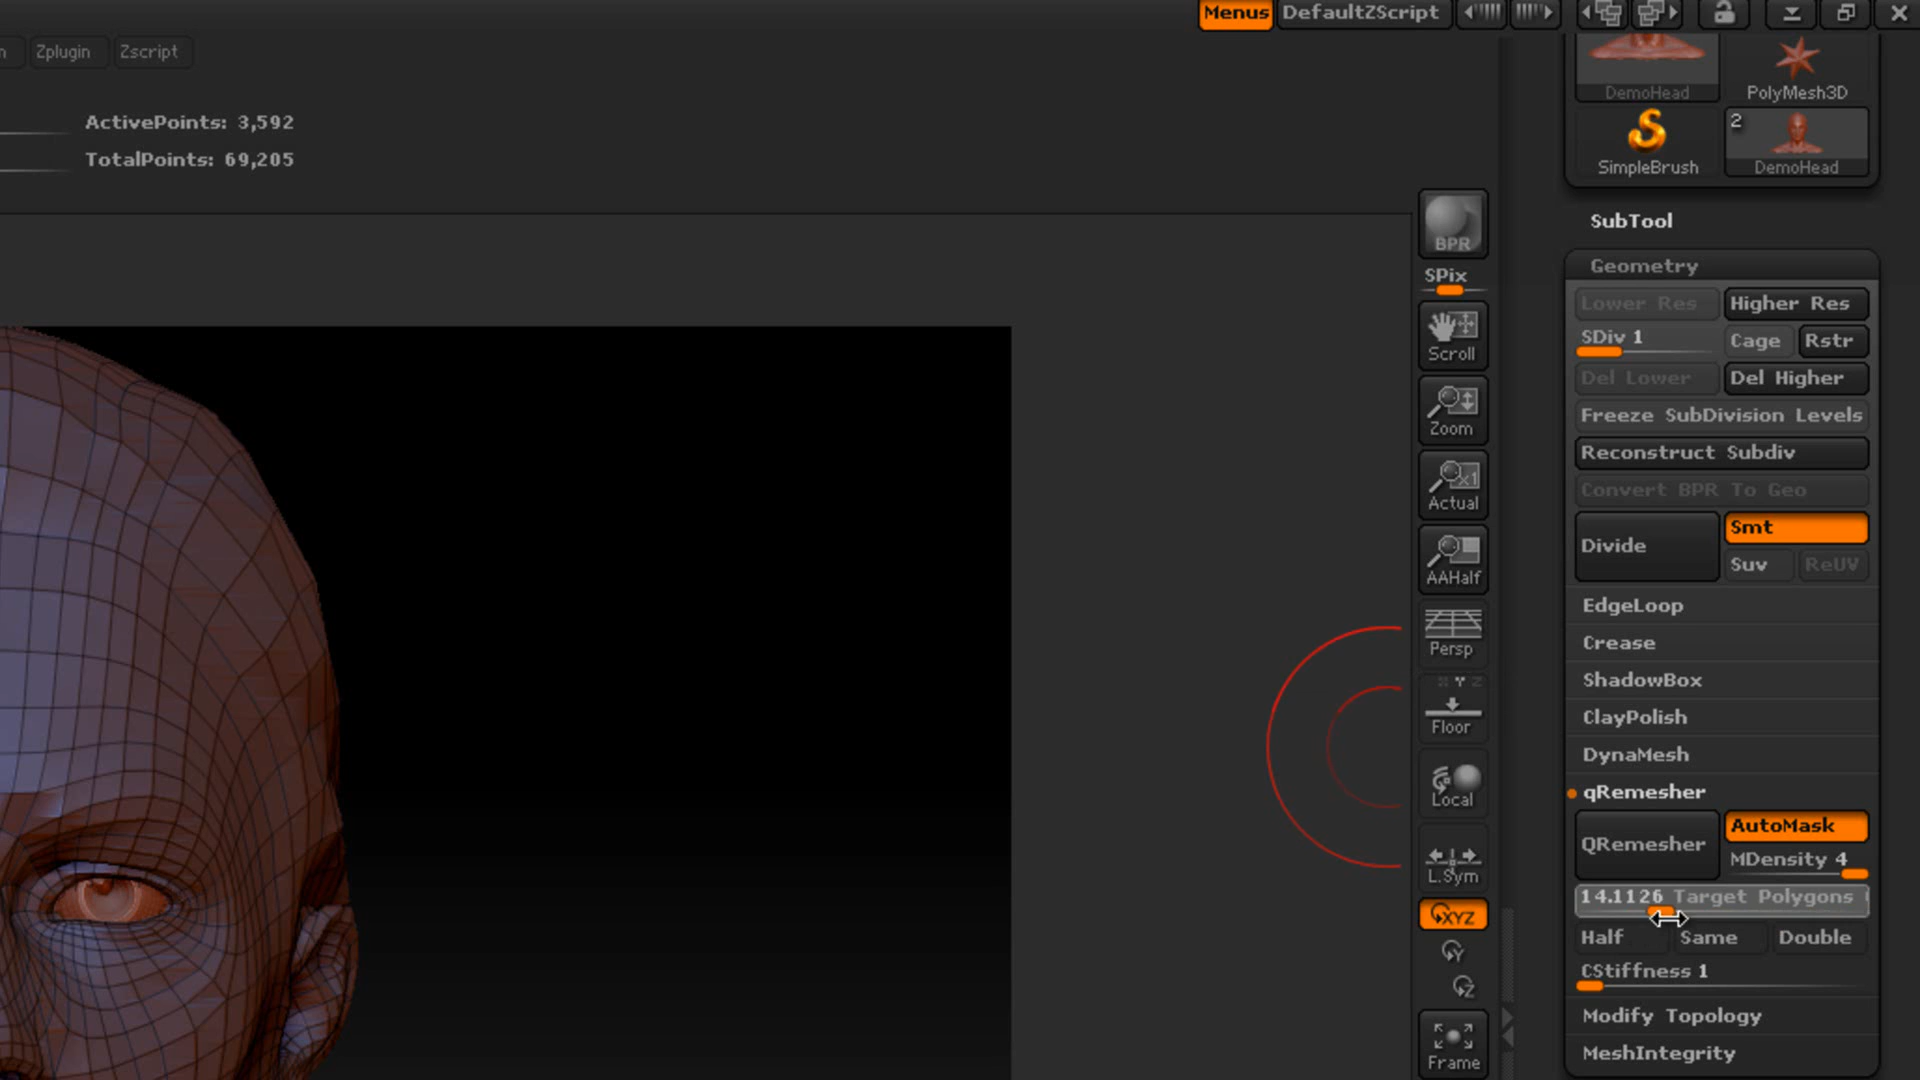 Menus DefaultZScript
n Zplugin Zscript
ActivePoints: 3,592
TotalPoints: 69,205
DemoHead PolyMesh3D
2
SimpleBrush DemoHead
SubTool
Geometry
Lower Res Higher Res
SDiv 1 Cage Rstr
Del Lower Del Higher
Freeze SubDivision Levels
Reconstruct Subdiv
Convert BPR To Geo
Divide Smt
Suv ReUV
EdgeLoop
Crease
ShadowBox
ClayPolish
DynaMesh
qRemesher
QRemesher AutoMask
MDensity 4
14.1126 Target Polygons
Half Same Double
CStiffness 1
Modify Topology
MeshIntegrity
BPR
SPix
Scroll
Zoom
x1
Actual
AAHalf
Persp
X Y Z
Floor
Local
L.Sym
XYZ
Y
Z
Frame